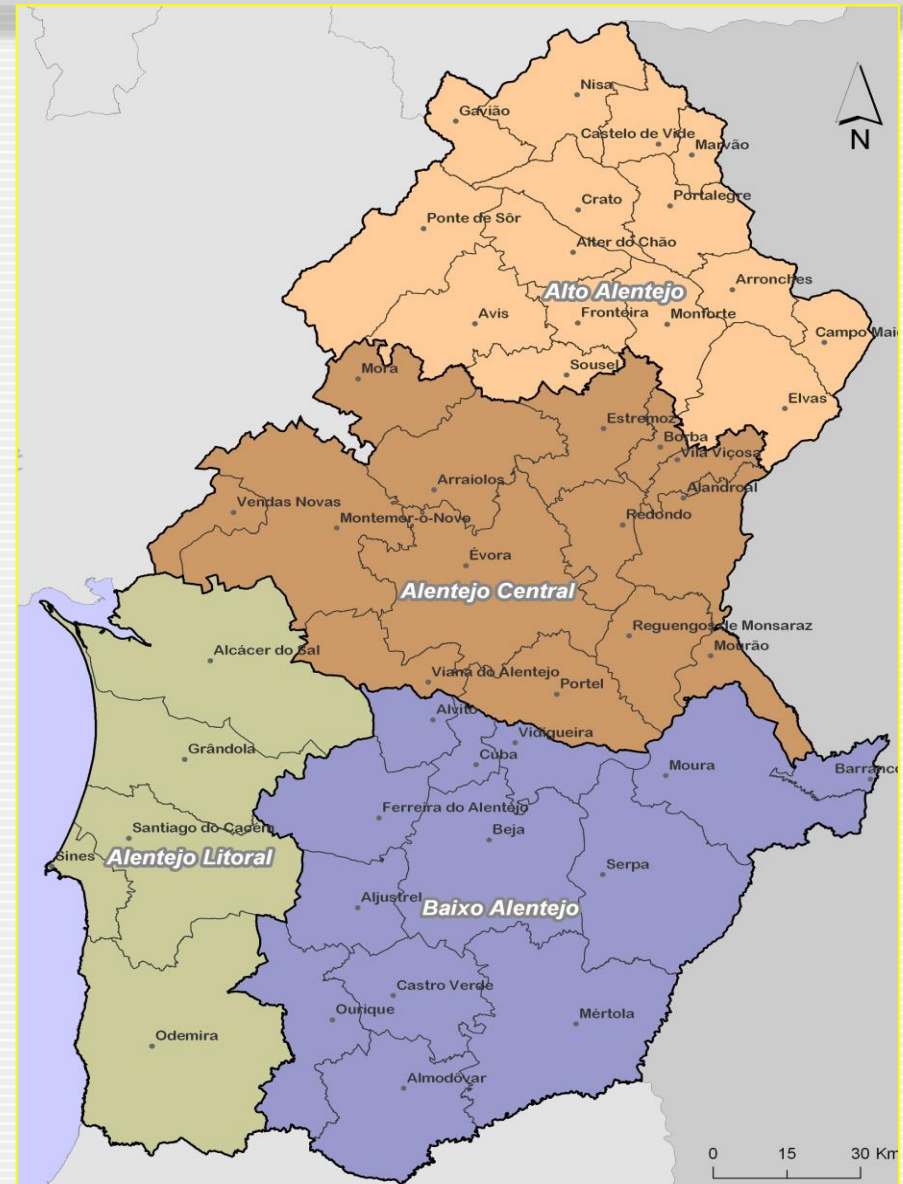 Nisa
Gavião
Castelo de Vide
Marvão
N
Crato
Portalegre
Ponte de Sôr
Alter do Chão
Arronches
Alto Alentejo
Avis
Fronteira
Monforte
Campo Mai
Mora
Sousel
Elvas
Estremoz
Borba
Vila Viçosa
Arraiolos
Alandroal
Vendas Novas
Montemor-o-Novo
Redondo
Évora
Alentejo Central
Reguengos de Monsaraz
Mourão
Alcácer do Sal
Viana do Alentejo
Portel
Alvito
Vidigueira
Grândola
Cuba
Moura
Barranco
Ferreira do Alentejo
Santiago do Cacém
Beja
Sines
Alentejo Litoral
Serpa
Aljustrel
Baixo Alentejo
Castro Verde
Ourique
Mértola
Odemira
Almodôvar
0 15 30 Km